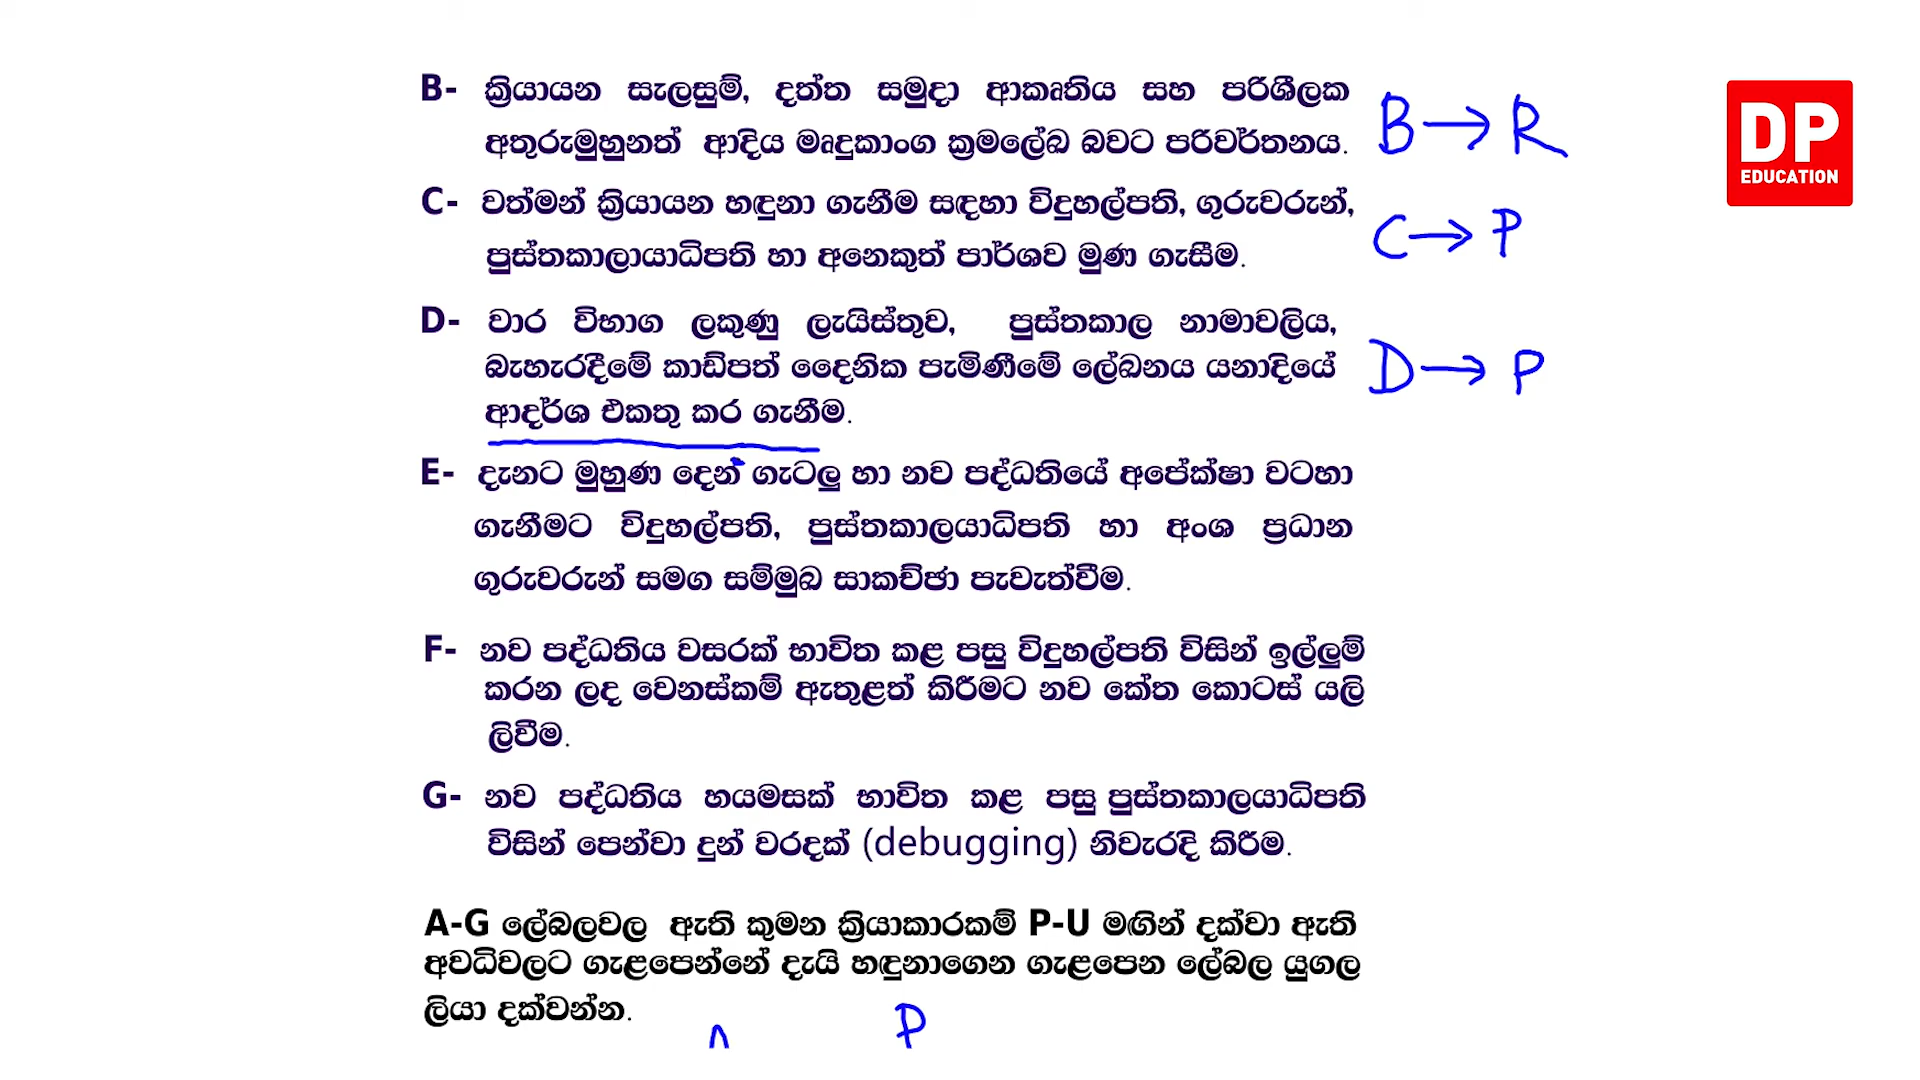 B- ක්‍රියායන සැලසුම්, දත්ත සමුදා ආකෘතිය සහ පරිශීලක
අතුරුමුහුනත් ආදිය මෘදුකාංග ක්‍රමලේඛ බවට පරිවර්තනය.
B → R
DP
EDUCATION
C- වත්මන් ක්‍රියායන හඳුනා ගැනීම සඳහා විදුහල්පති, ගුරුවරුන්,
පුස්තකාලායාධිපති හා අනෙකුත් පාර්ශව මුණ ගැසීම.
C → P
D- වාර විභාග ලකුණු ලැයිස්තුව, පුස්තකාල නාමාවලිය,
බැහැරදීමේ කාඩ්පත් දෛනික පැමිණීමේ ලේඛනය යනාදියේ
ආදර්ශ එකතු කර ගැනීම.
D → P
E- දැනට මුහුණ දෙන ගැටලු හා නව පද්ධතියේ අපේක්ෂා වටහා
ගැනීමට විදුහල්පති, පුස්තකාලයාධිපති හා අංශ ප්‍රධාන
ගුරුවරුන් සමග සම්මුඛ සාකච්ඡා පැවැත්වීම.
F- නව පද්ධතිය වසරක් භාවිත කළ පසු විදුහල්පති විසින් ඉල්ලුම්
කරන ලද වෙනස්කම් ඇතුළත් කිරීමට නව කේත කොටස් යලි
ලිවීම.
G- නව පද්ධතිය හයමසක් භාවිත කළ පසු පුස්තකාලයාධිපති
විසින් පෙන්වා දුන් වරදක් (debugging) නිවැරදි කිරීම.
A-G ලේබලවල ඇති කුමන ක්‍රියාකාරකම් P-U මඟින් දක්වා ඇති
අවධිවලට ගැළපෙන්නේ දැයි හඳුනාගෙන ගැළපෙන ලේබල යුගල
ලියා දක්වන්න.
P